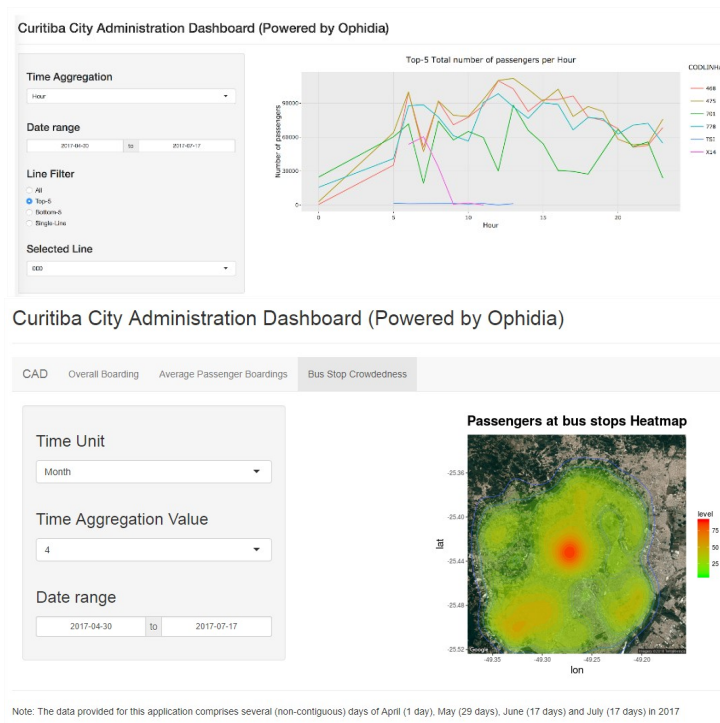 Curitiba City Administration Dashboard (Powered by Ophidia)
Time Aggregation
Hour
Date range
2017-04-30 to 2017-07-17
Line Filter
All
Top-5
Bottom-5
Single-Line
Selected Line
Top-5 Total number of passengers per Hour
Number of passengers
60000
30000
0
0 5 10 15 20
Hour
475
701
X14
Curitiba City Administration Dashboard (Powered by Ophidia)
CAD Overall Boarding Average Passenger Boardings Bus Stop Crowdedness
Time Unit
Month
Time Aggregation Value
4
Date range
2017-04-30 to 2017-07-17
Passengers at bus stops Heatmap
lat
-25.36
-25.40
-25.44
-25.48
-25.52
-49.35 -49.30 -49.25 -49.20
lon
Google
level
75
50
25
Note: The data provided for this application comprises several (non-contiguous) days of April (1 day), May (29 days), June (17 days) and July (17 days) in 2017